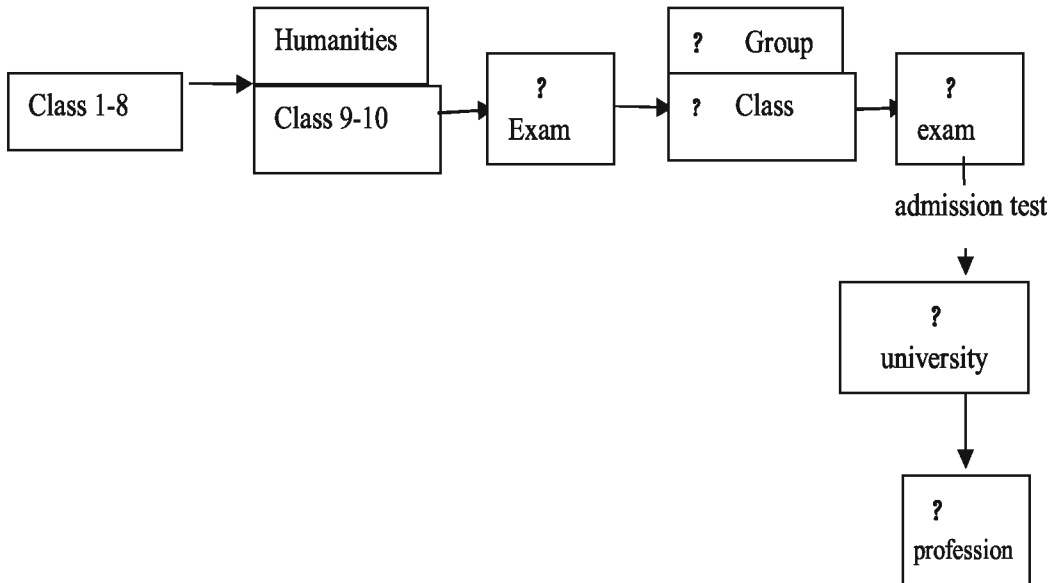 Class 1-8
Humanities
Class 9-10
?
Exam
? Group
? Class
?
exam
admission test
?
university
?
profession